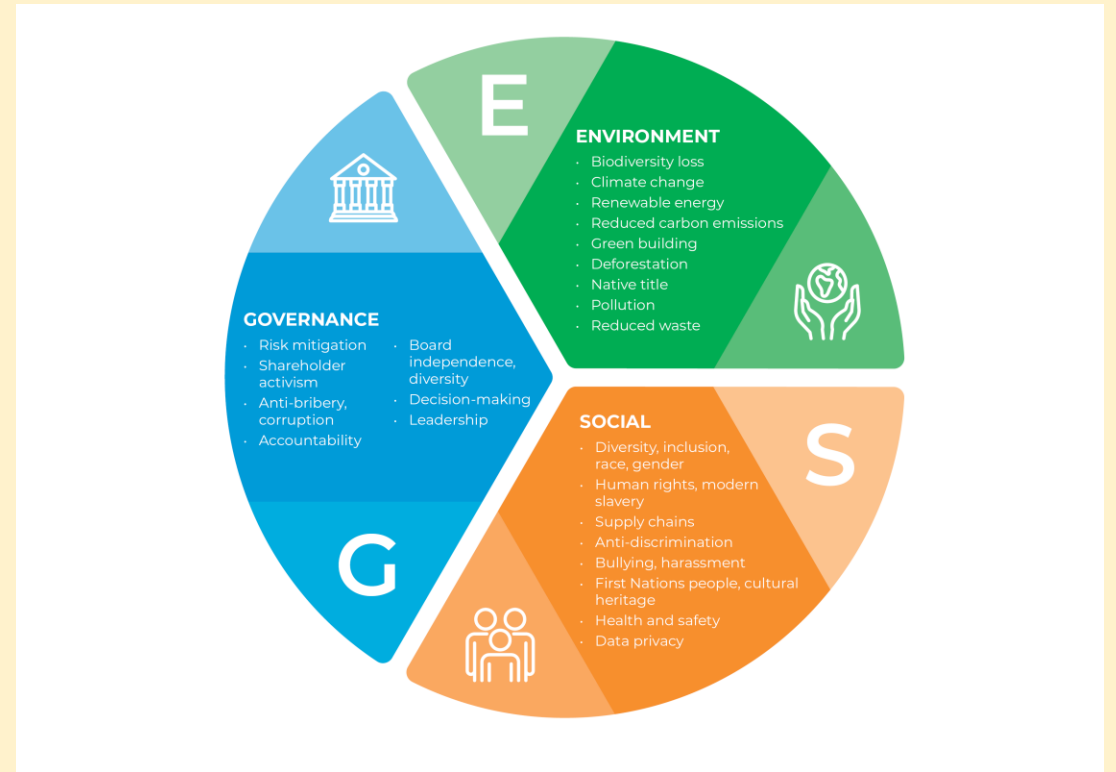 E
ENVIRONMENT
· Biodiversity loss
· Climate change
· Renewable energy
· Reduced carbon emissions
· Green building
· Deforestation
· Native title
· Pollution
· Reduced waste
S
SOCIAL
· Diversity, inclusion,
race, gender
· Human rights, modern
slavery
· Supply chains
· Anti-discrimination
· Bullying, harassment
· First Nations people, cultural
heritage
· Health and safety
· Data privacy
G
GOVERNANCE
· Risk mitigation
· Shareholder
activism
· Anti-bribery,
corruption
· Accountability
· Board
independence,
diversity
· Decision-making
· Leadership